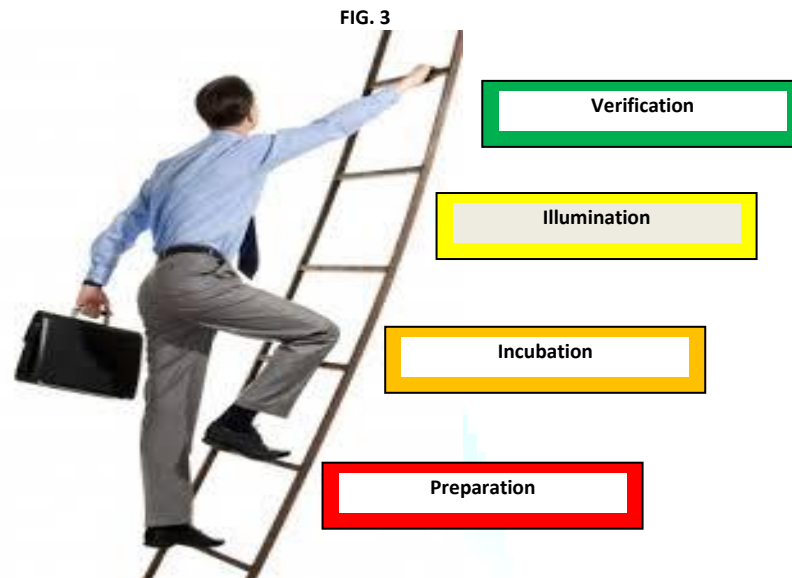 FIG. 3
Verification
Illumination
Incubation
Preparation